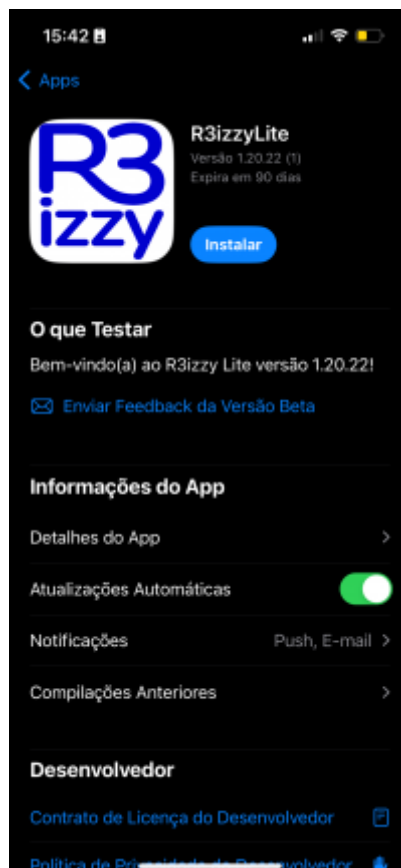 15:42
Apps
R3
izzy
R3izzyLite
Versão 1.20.22 (1)
Expira em 90 dias
Instalar
O que Testar
Bem-vindo(a) ao R3izzy Lite versão 1.20.22!
Enviar Feedback da Versão Beta
Informações do App
Detalhes do App
Atualizações Automáticas
Notificações
Push, E-mail
Compilações Anteriores
Desenvolvedor
Contrato de Licença do Desenvolvedor
Política de